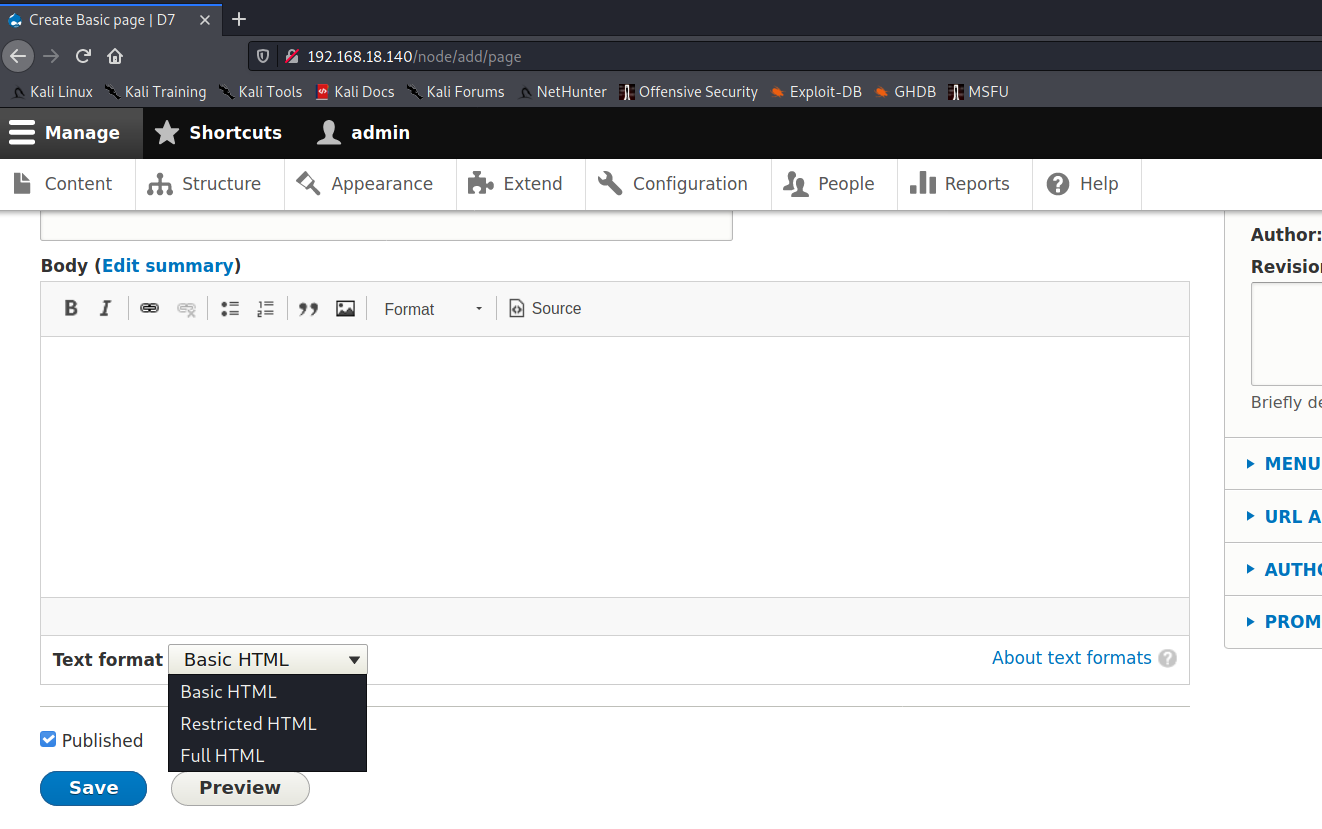 Create Basic page | D7
192.168.18.140/node/add/page
Kali Linux Kali Training Kali Tools Kali Docs Kali Forums NetHunter Offensive Security Exploit-DB GHDB MSFU
Manage Shortcuts admin
Content Structure Appearance Extend Configuration People Reports Help
Author:
Revisio
Body (Edit summary)
B I Format Source
Briefly de
MENU
URL A
AUTHO
PROM
Text format Basic HTML About text formats ?
Basic HTML
Restricted HTML
Full HTML
Published
Save Preview